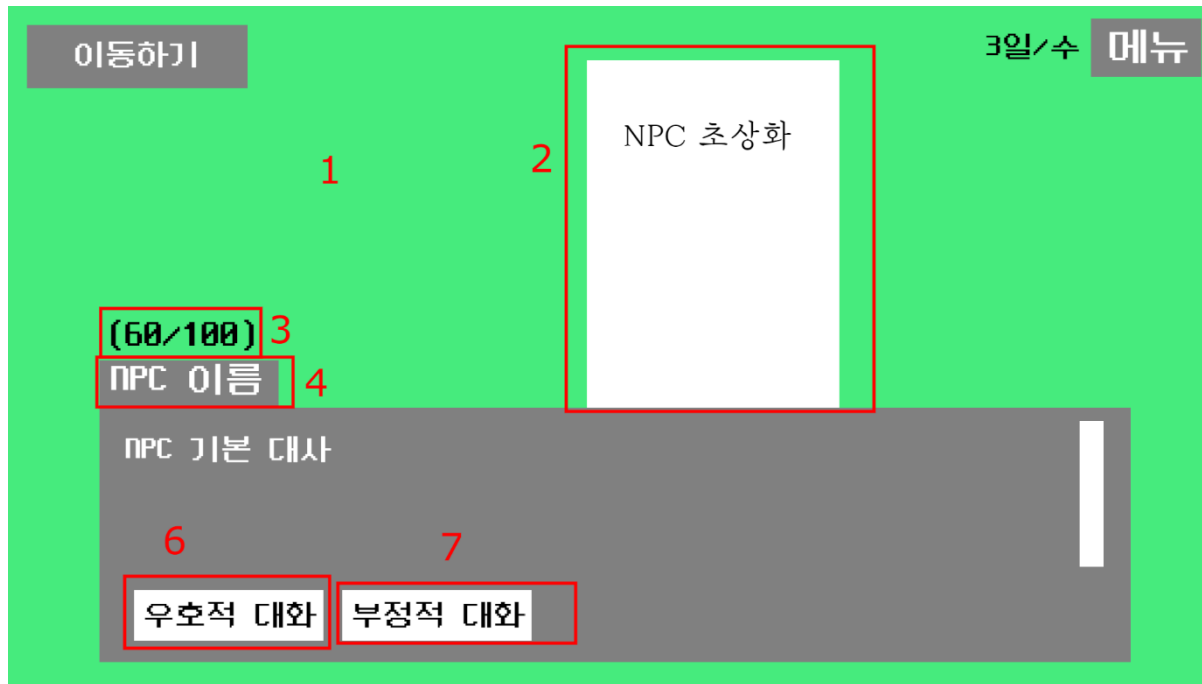 이동하기
3일/수
메뉴
NPC 초상화
2
1
(60/100)
3
NPC 이름
4
NPC 기본 대사
6
7
우호적 대화
부정적 대화